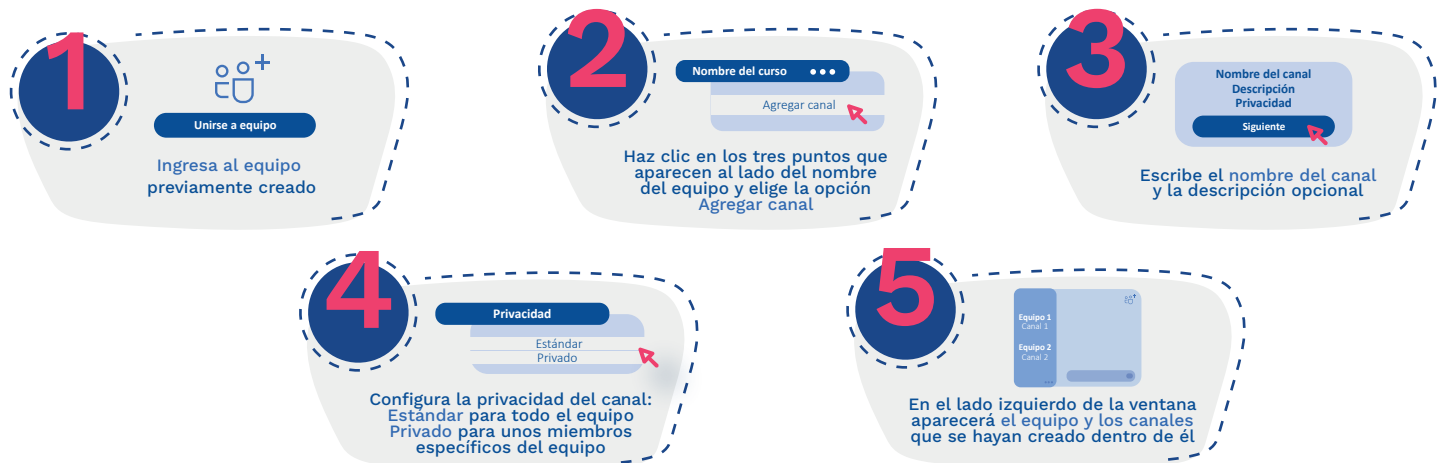 1
Unirse a equipo
Ingresa al equipo
previamente creado
2
Nombre del curso
Agregar canal
Haz clic en los tres puntos que
aparecen al lado del nombre
del equipo y elige la opción
Agregar canal
3
Nombre del canal
Descripción
Privacidad
Siguiente
Escribe el nombre del canal
y la descripción opcional
4
Privacidad
Estándar
Privado
Configura la privacidad del canal:
Estándar para todo el equipo
Privado para unos miembros
específicos del equipo
5
Equipo 1
Canal 1
Equipo 2
Canal 2
En el lado izquierdo de la ventana
aparecerá el equipo y los canales
que se hayan creado dentro de él